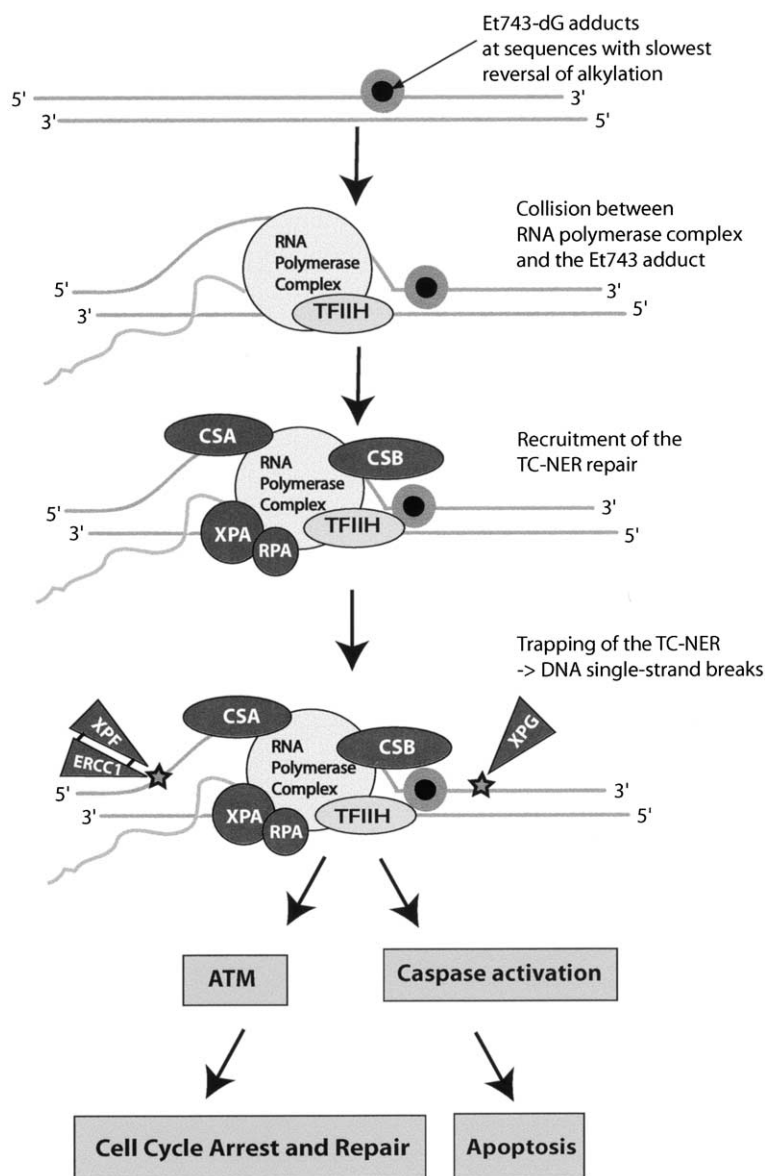 Et743-dG adducts
at sequences with slowest
reversal of alkylation
5' 3'
3' 5'
Collision between
RNA polymerase complex
and the Et743 adduct
RNA
Polymerase
Complex
TFIIH
5' 3'
3' 5'
Recruitment of the
TC-NER repair
CSA
CSB
RNA
Polymerase
Complex
TFIIH
XPA
RPA
5' 3'
3' 5'
Trapping of the TC-NER
-> DNA single-strand breaks
XPF
ERCC1
CSA
CSB
XPG
RNA
Polymerase
Complex
TFIIH
XPA
RPA
5' 3'
3' 5'
ATM
Caspase activation
Cell Cycle Arrest and Repair
Apoptosis